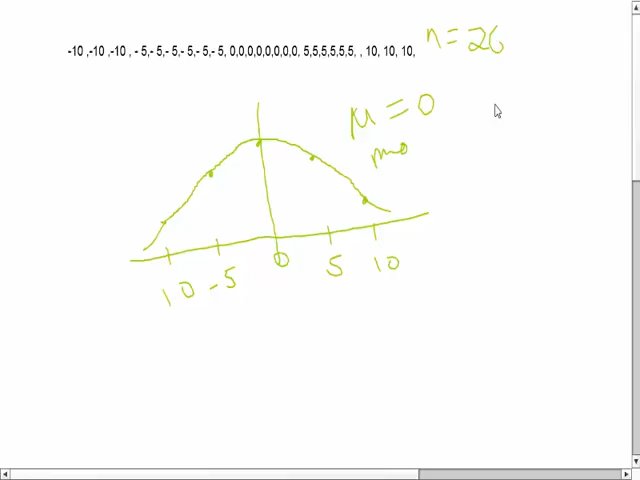 -10 ,-10 ,-10 , - 5,- 5,- 5,- 5,- 5,- 5, 0,0,0,0,0,0,0,0, 5,5,5,5,5,5, , 10, 10, 10,
n = 26
μ = 0
mo
10 -5 0 5 10